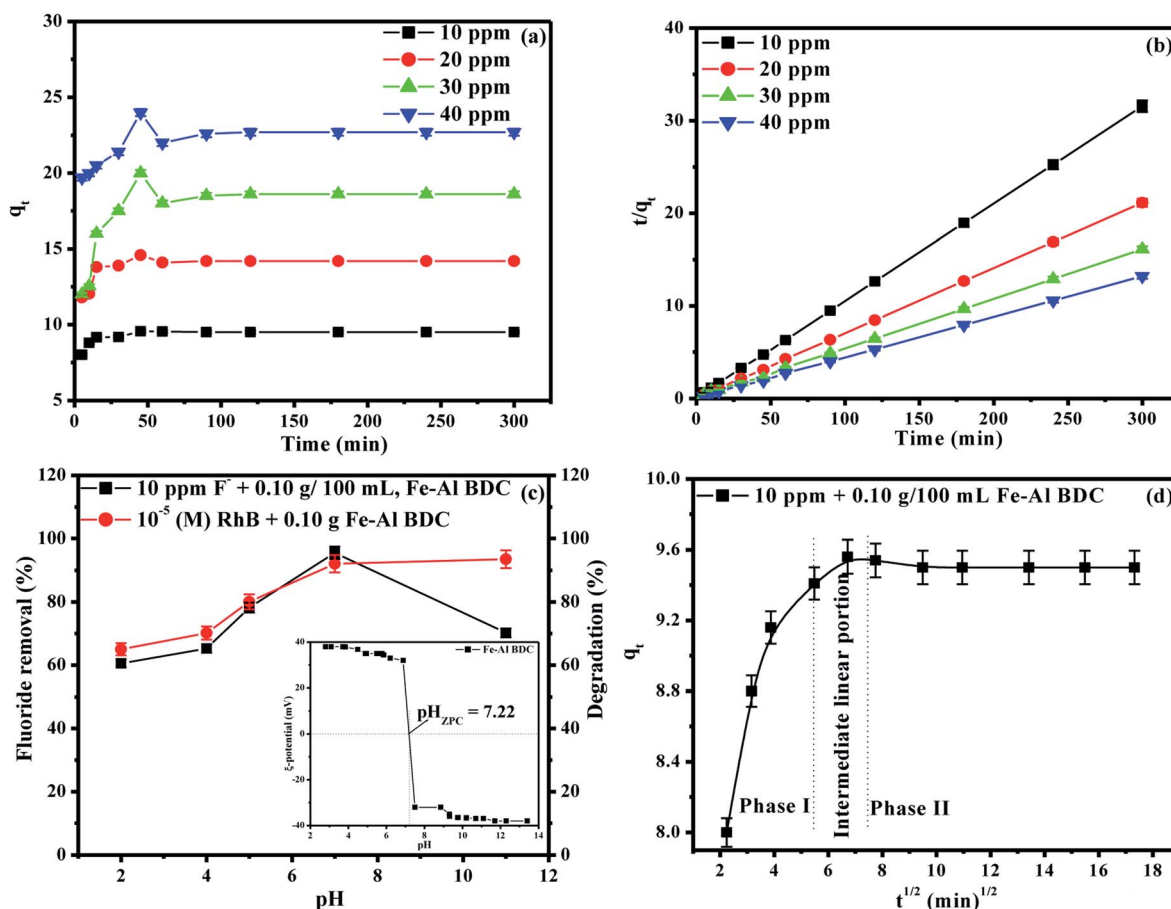 (a)
10 ppm
20 ppm
30 ppm
40 ppm
30
25
20
15
10
5
q_t
0 50 100 150 200 250 300
Time (min)
(b)
10 ppm
20 ppm
30 ppm
40 ppm
40
30
20
10
0
t/q_t
0 50 100 150 200 250 300
Time (min)
(c)
10 ppm F⁻ + 0.10 g/ 100 mL, Fe-Al BDC
10⁻⁵ (M) RhB + 0.10 g Fe-Al BDC
120
100
80
60
40
20
0
Fluoride removal (%)
120
100
80
60
40
20
0
Degradation (%)
2 4 6 8 10 12
pH
Fe-Al BDC
pH_ZPC = 7.22
40
20
0
-20
-40
ξ-potential (mV)
2 4 6 8 10 12 14
pH
(d)
10 ppm + 0.10 g/100 mL Fe-Al BDC
10.0
9.6
9.2
8.8
8.4
8.0
q_t
Phase I
Intermediate linear portion
Phase II
2 4 6 8 10 12 14 16 18
t^1/2 (min)^1/2